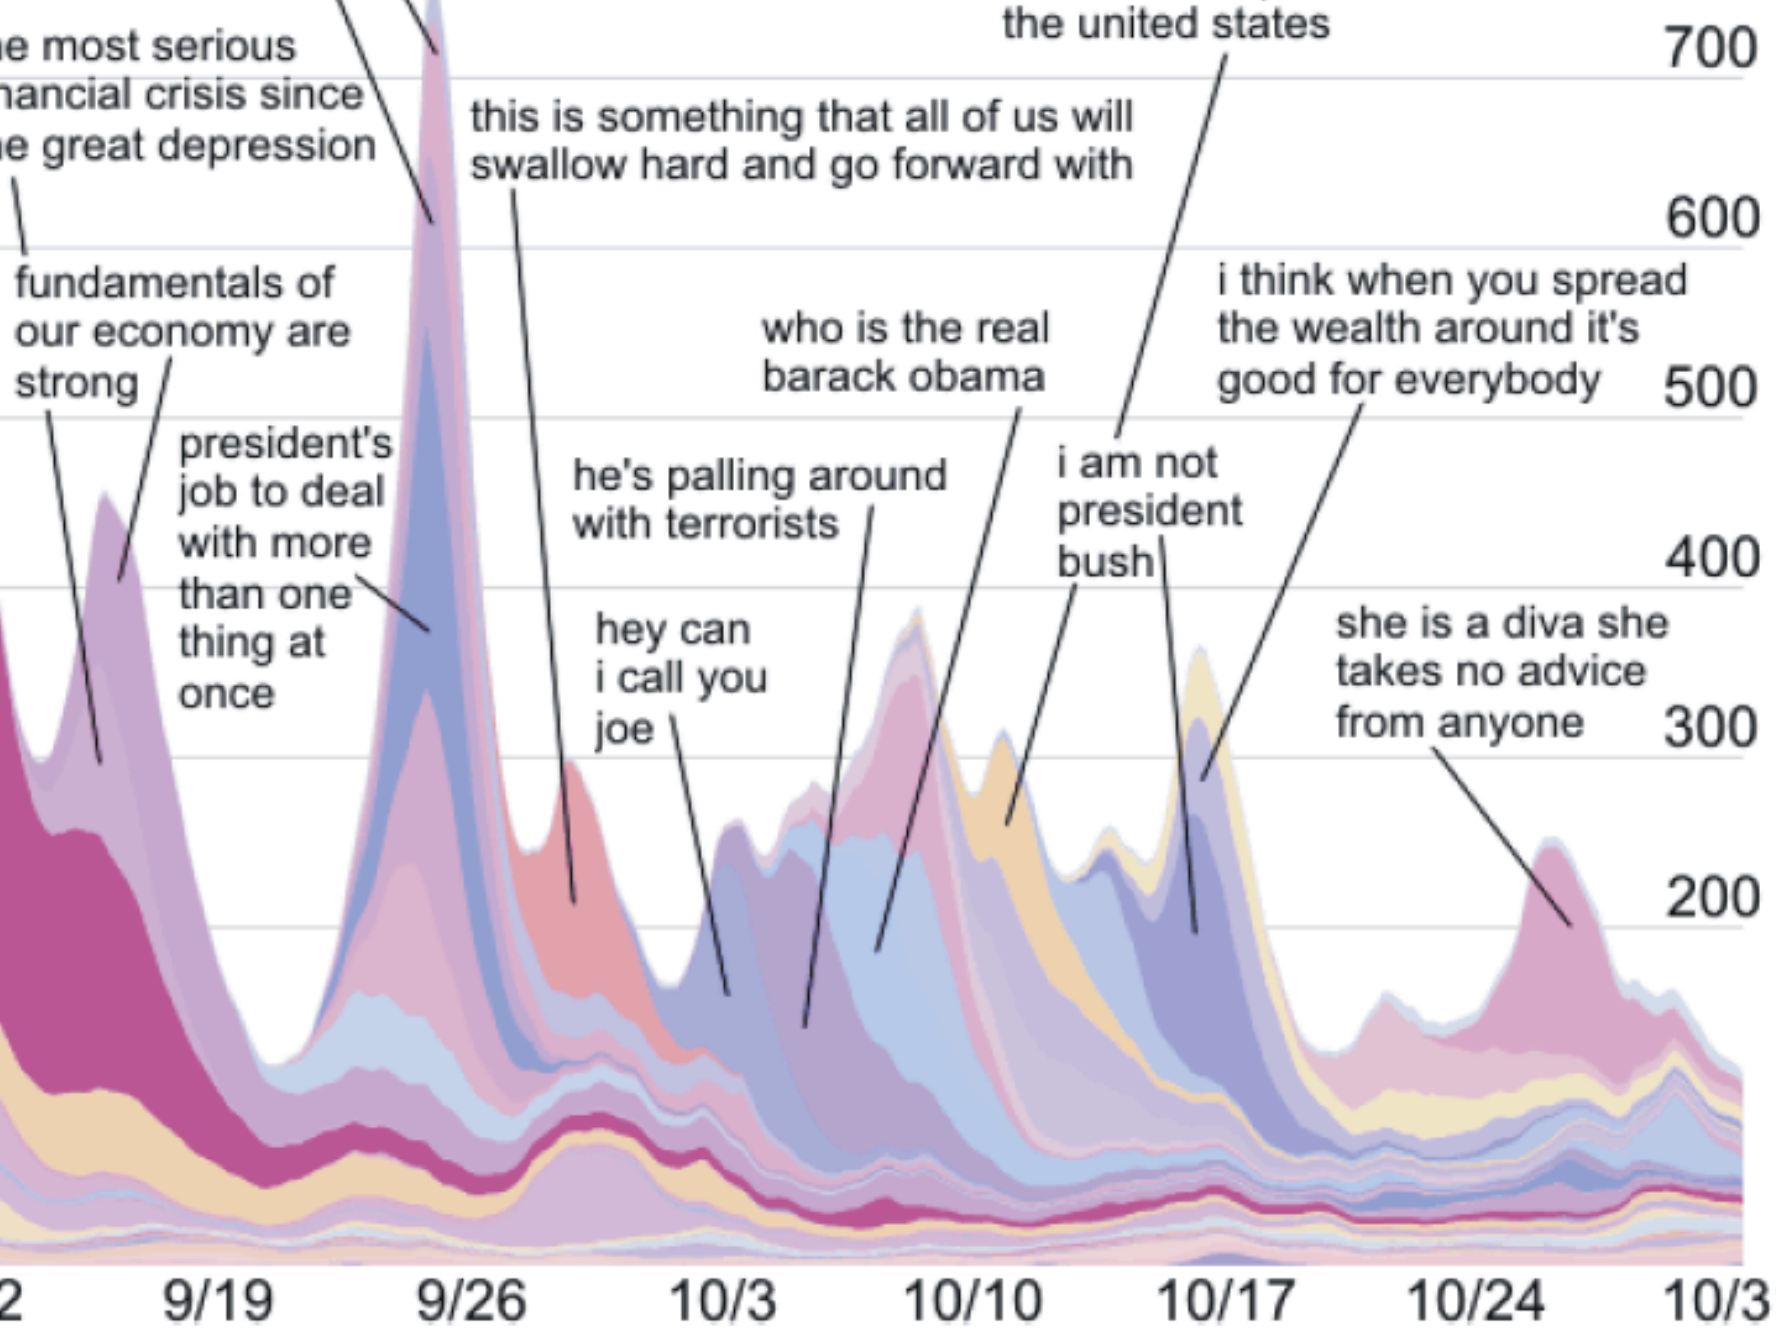 the united states
700
he most serious
nancial crisis since
he great depression
this is something that all of us will
swallow hard and go forward with
600
fundamentals of
our economy are
strong
i think when you spread
the wealth around it's
good for everybody
who is the real
barack obama
500
president's
job to deal
with more
than one
thing at
once
he's palling around
with terrorists
i am not
president
bush
400
hey can
i call you
joe
she is a diva she
takes no advice
from anyone
300
200
2
9/19
9/26
10/3
10/10
10/17
10/24
10/3